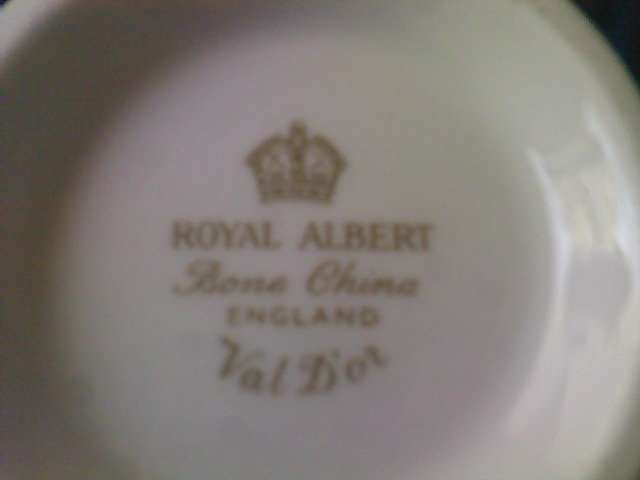 ROYAL ALBERT
Bone China
ENGLAND
Val D'or